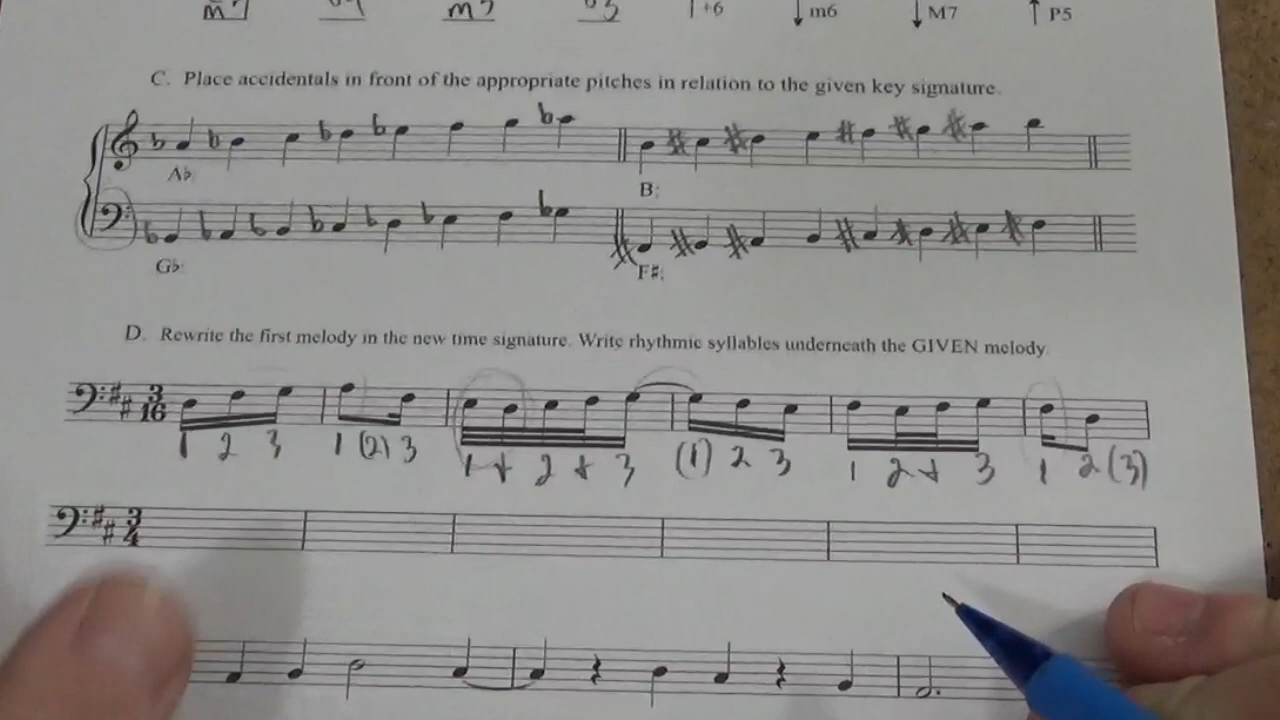 m7 m7 +6 m6 M7 P5
C. Place accidentals in front of the appropriate pitches in relation to the given key signature.
A♭: B:
G♭: F#:
D. Rewrite the first melody in the new time signature. Write rhythmic syllables underneath the GIVEN melody.
3 16
1 2 3 1 (2) 3 1 + 2 + 3 (1) 2 3 1 2 + 3 1 2 (3)
3 4